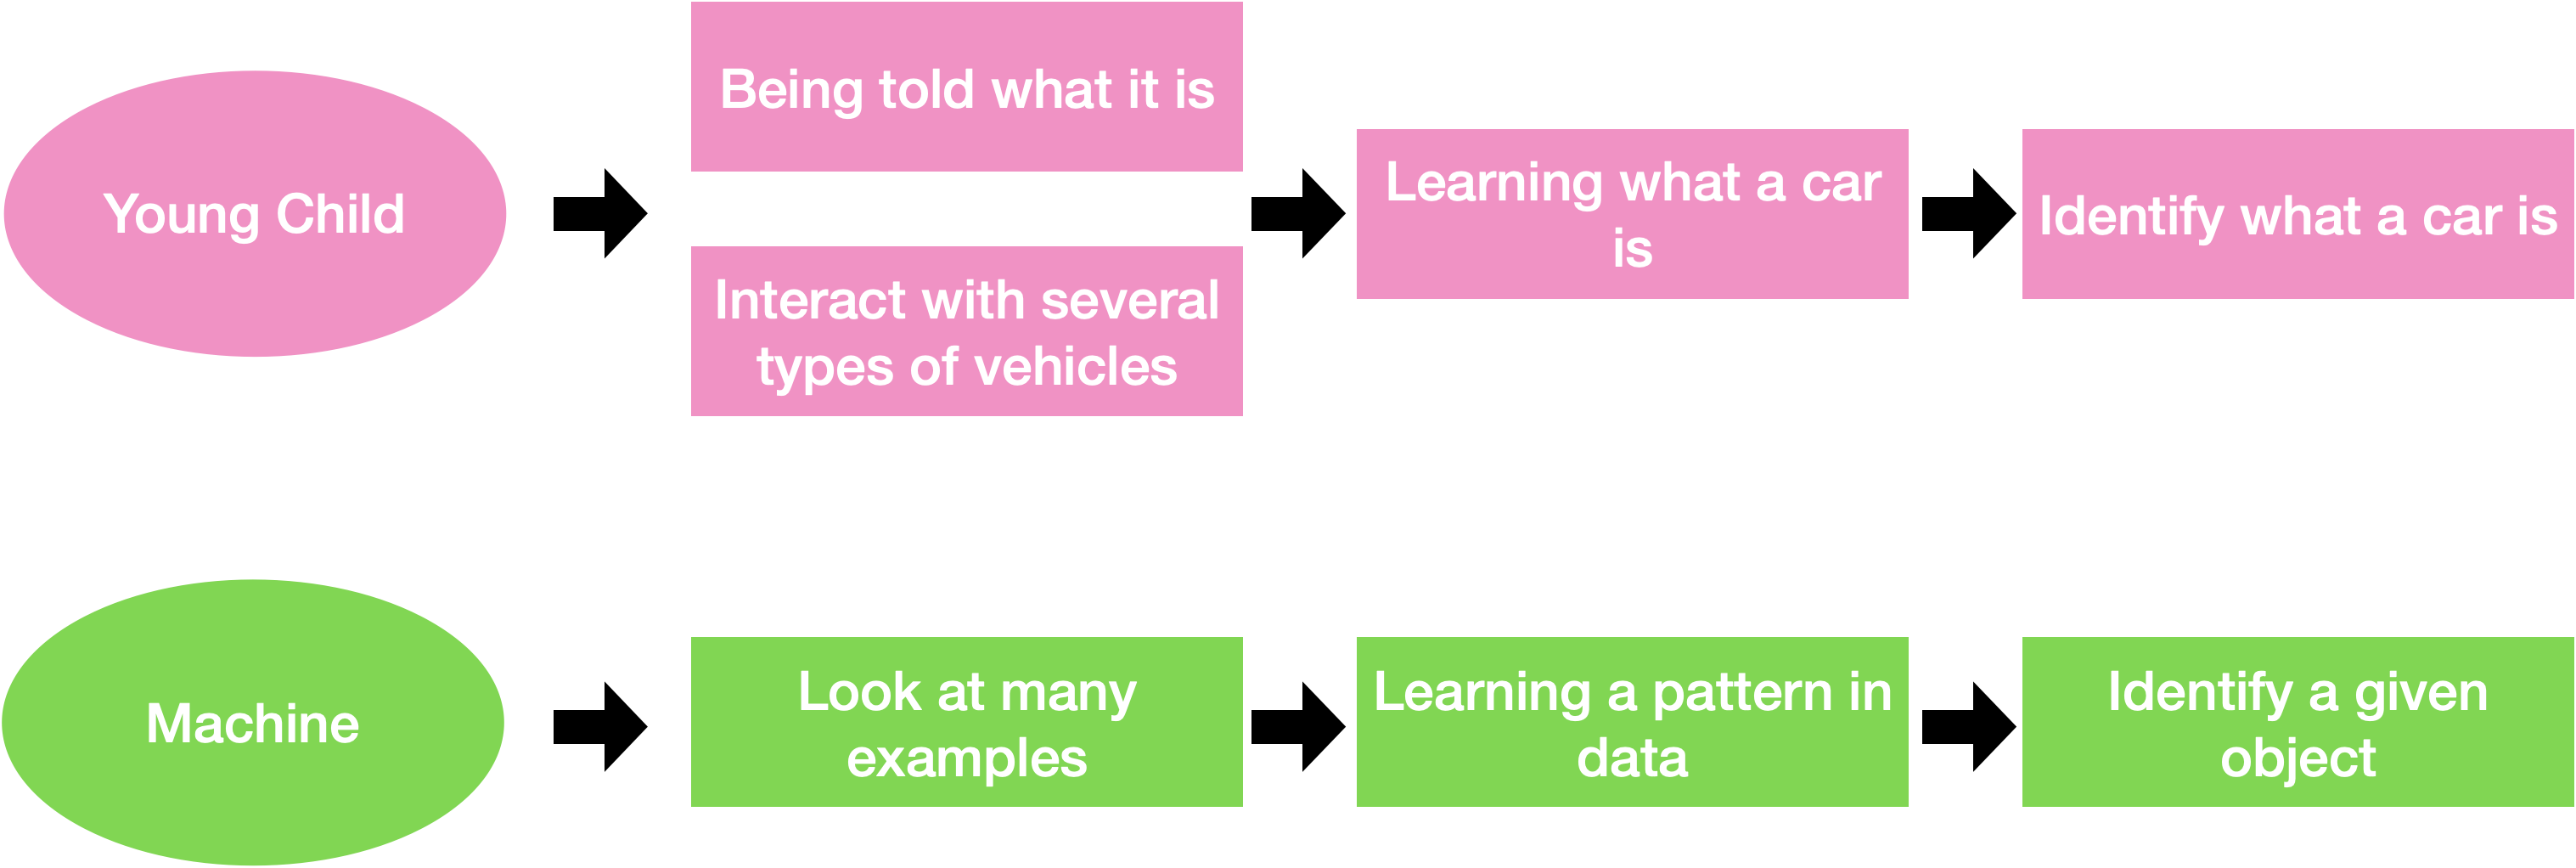 Young Child
Being told what it is
Interact with several
types of vehicles
Learning what a car
is
Identify what a car is
Machine
Look at many
examples
Learning a pattern in
data
Identify a given
object